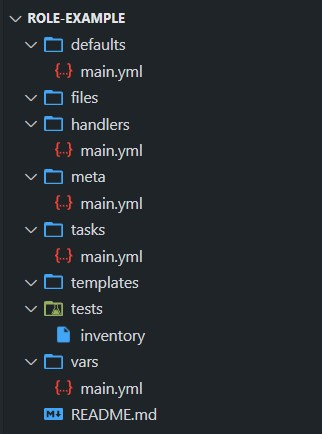 ROLE-EXAMPLE
defaults
{..} main.yml
files
handlers
{..} main.yml
meta
{..} main.yml
tasks
{..} main.yml
templates
tests
inventory
vars
{..} main.yml
README.md